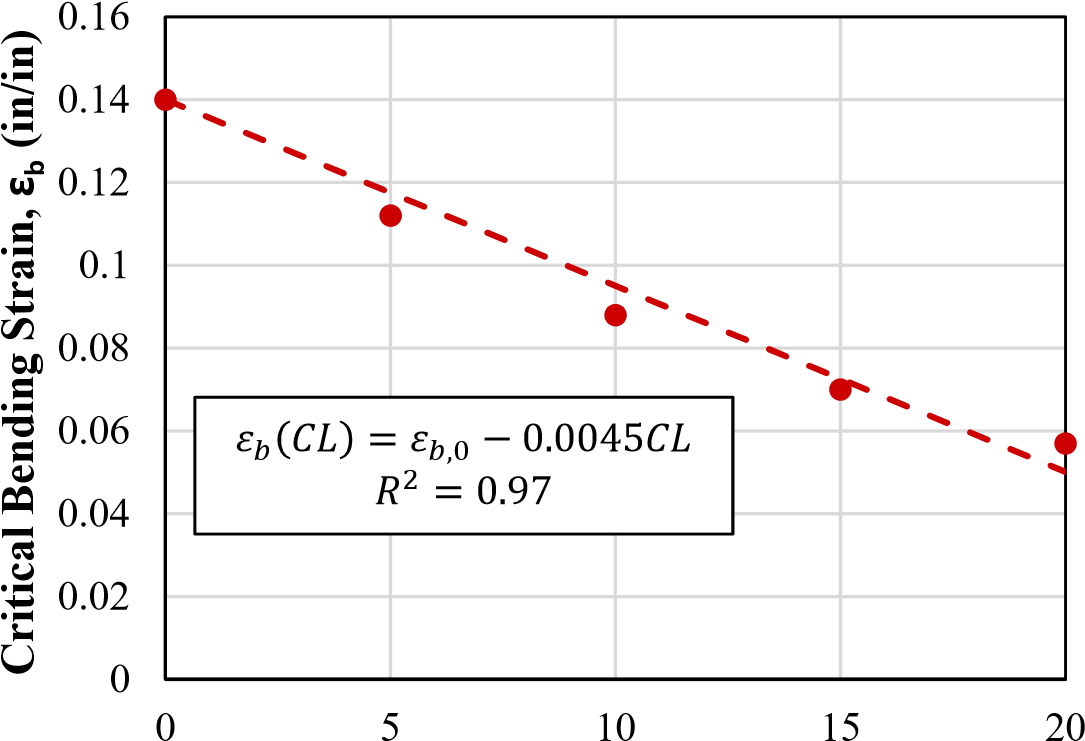 Critical Bending Strain, εb (in/in)
0.16
0.14
0.12
0.1
0.08
0.06
0.04
0.02
0
εb(CL) = εb,0 − 0.0045CL
R² = 0.97
0 5 10 15 20